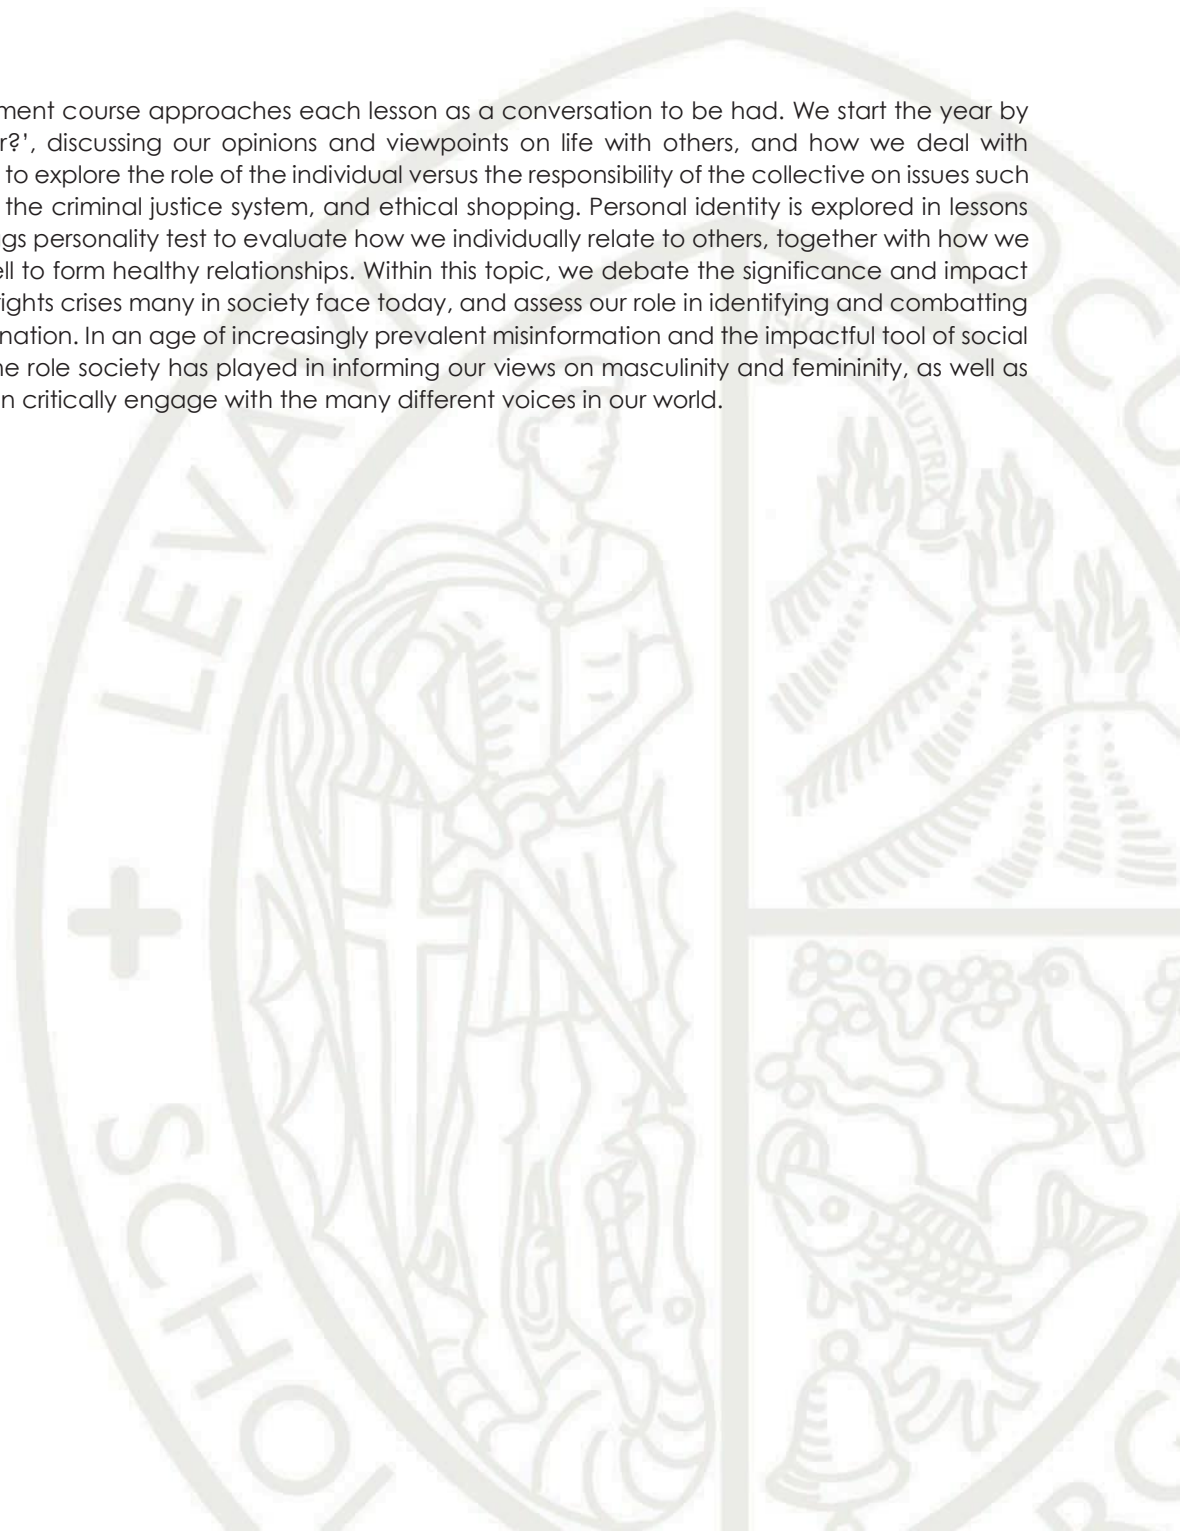 ment course approaches each lesson as a conversation to be had. We start the year by
r?’, discussing our opinions and viewpoints on life with others, and how we deal with
to explore the role of the individual versus the responsibility of the collective on issues such
the criminal justice system, and ethical shopping. Personal identity is explored in lessons
gs personality test to evaluate how we individually relate to others, together with how we
ell to form healthy relationships. Within this topic, we debate the significance and impact
rights crises many in society face today, and assess our role in identifying and combatting
nation. In an age of increasingly prevalent misinformation and the impactful tool of social
he role society has played in informing our views on masculinity and femininity, as well as
n critically engage with the many different voices in our world.
LEVAVI
OCU
NUTRIX
SCHO